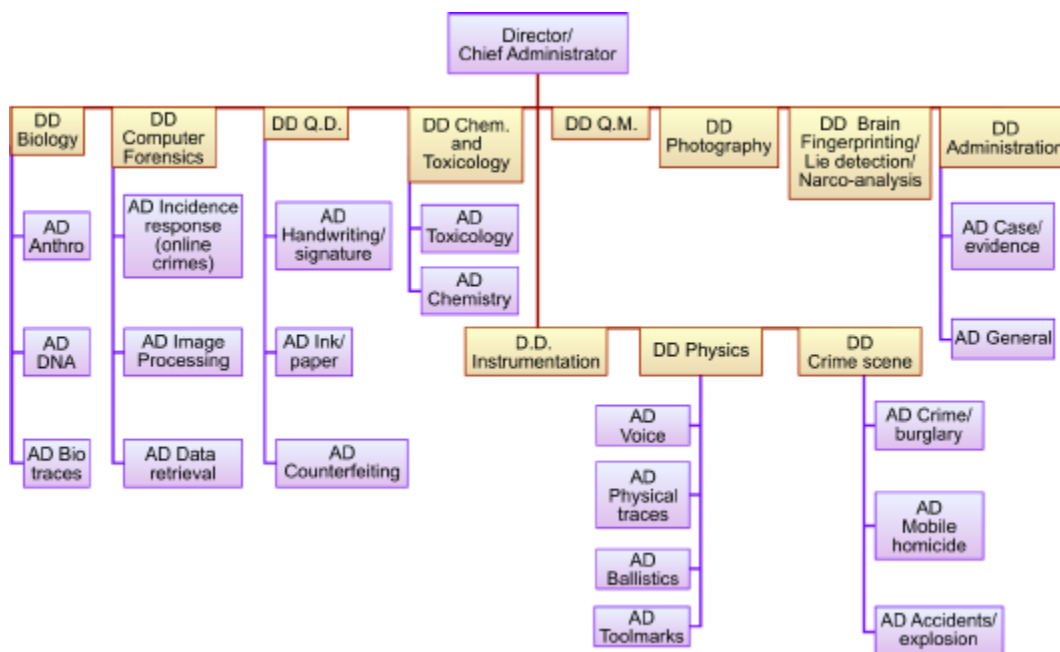 Director/
Chief Administrator
DD
Biology
DD
Computer
Forensics
DD Q.D.
DD Chem.
and
Toxicology
DD Q.M.
DD
Photography
DD Brain
Fingerprinting/
Lie detection/
Narco-analysis
DD
Administration
AD
Anthro
AD
DNA
AD Bio
traces
AD Incidence
response
(online
crimes)
AD Image
Processing
AD Data
retrieval
AD
Handwriting/
signature
AD Ink/
paper
AD
Counterfeiting
AD
Toxicology
AD
Chemistry
AD Case/
evidence
AD General
D.D.
Instrumentation
DD Physics
DD
Crime scene
AD
Voice
AD
Physical
traces
AD
Ballistics
AD
Toolmarks
AD Crime/
burglary
AD
Mobile
homicide
AD Accidents/
explosion